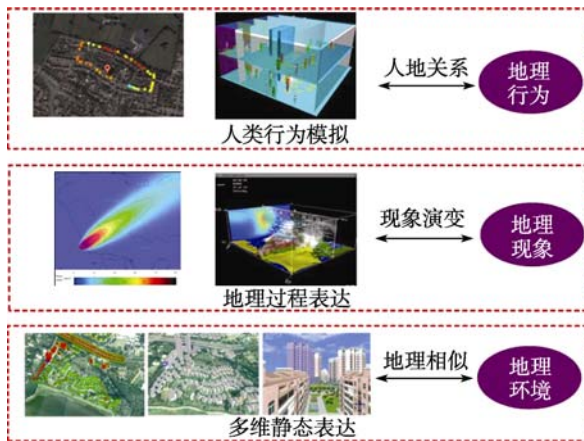 人地关系
地理
行为
人类行为模拟
现象演变
地理
现象
地理过程表达
地理相似
地理
环境
多维静态表达